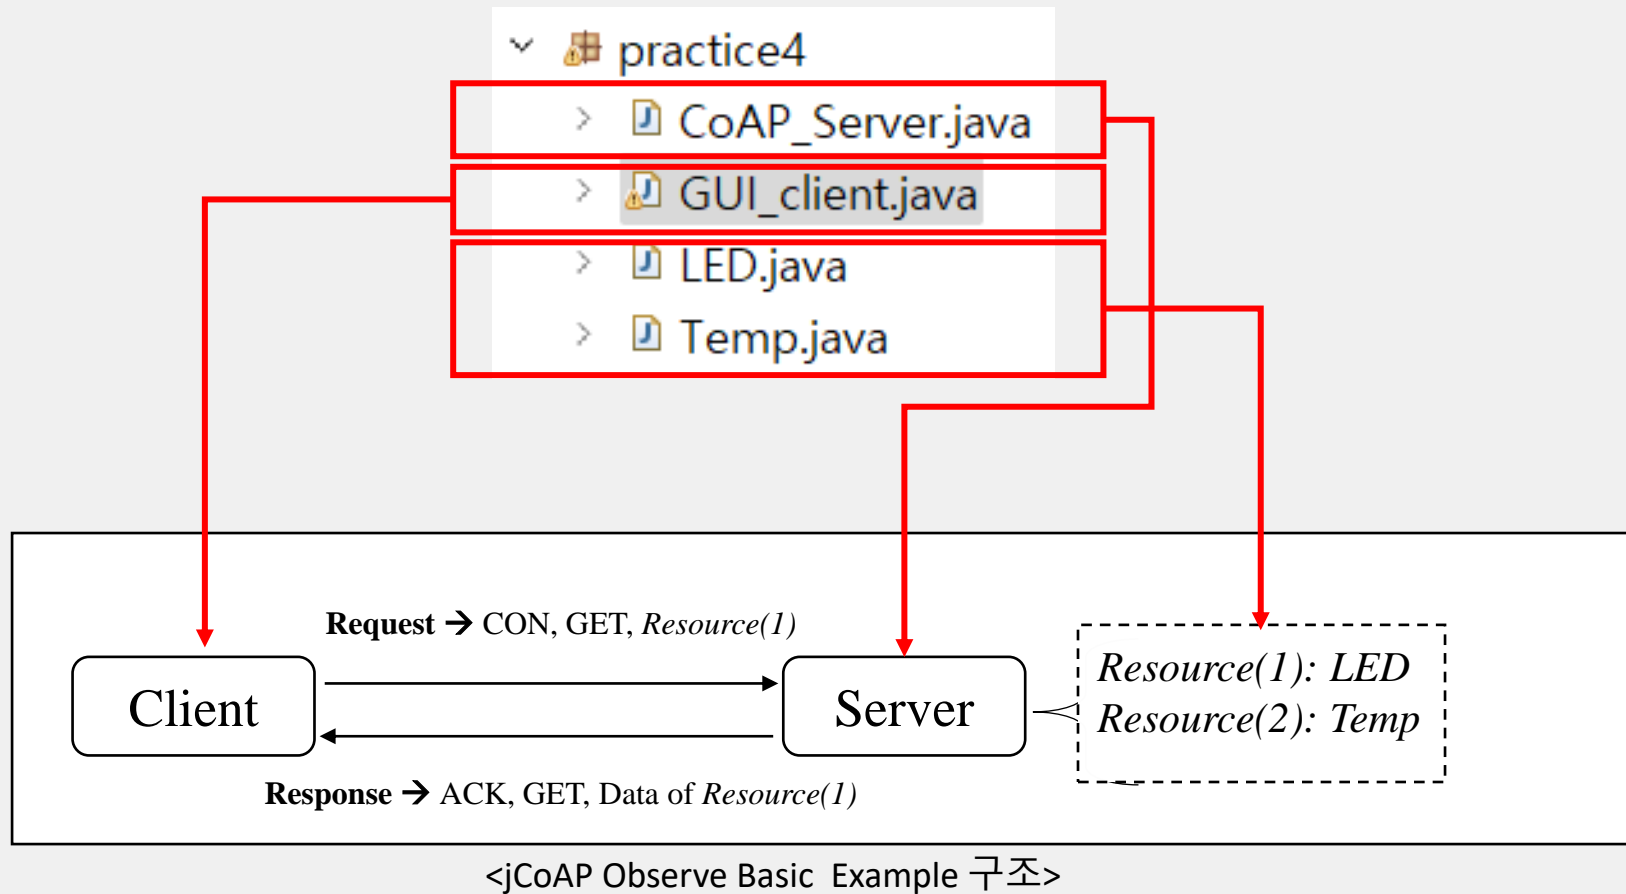 practice4
CoAP_Server.java
GUI_client.java
LED.java
Temp.java
Request → CON, GET, Resource(1)
Client
Server
Resource(1): LED
Resource(2): Temp
Response → ACK, GET, Data of Resource(1)
<jCoAP Observe Basic  Example 구조>